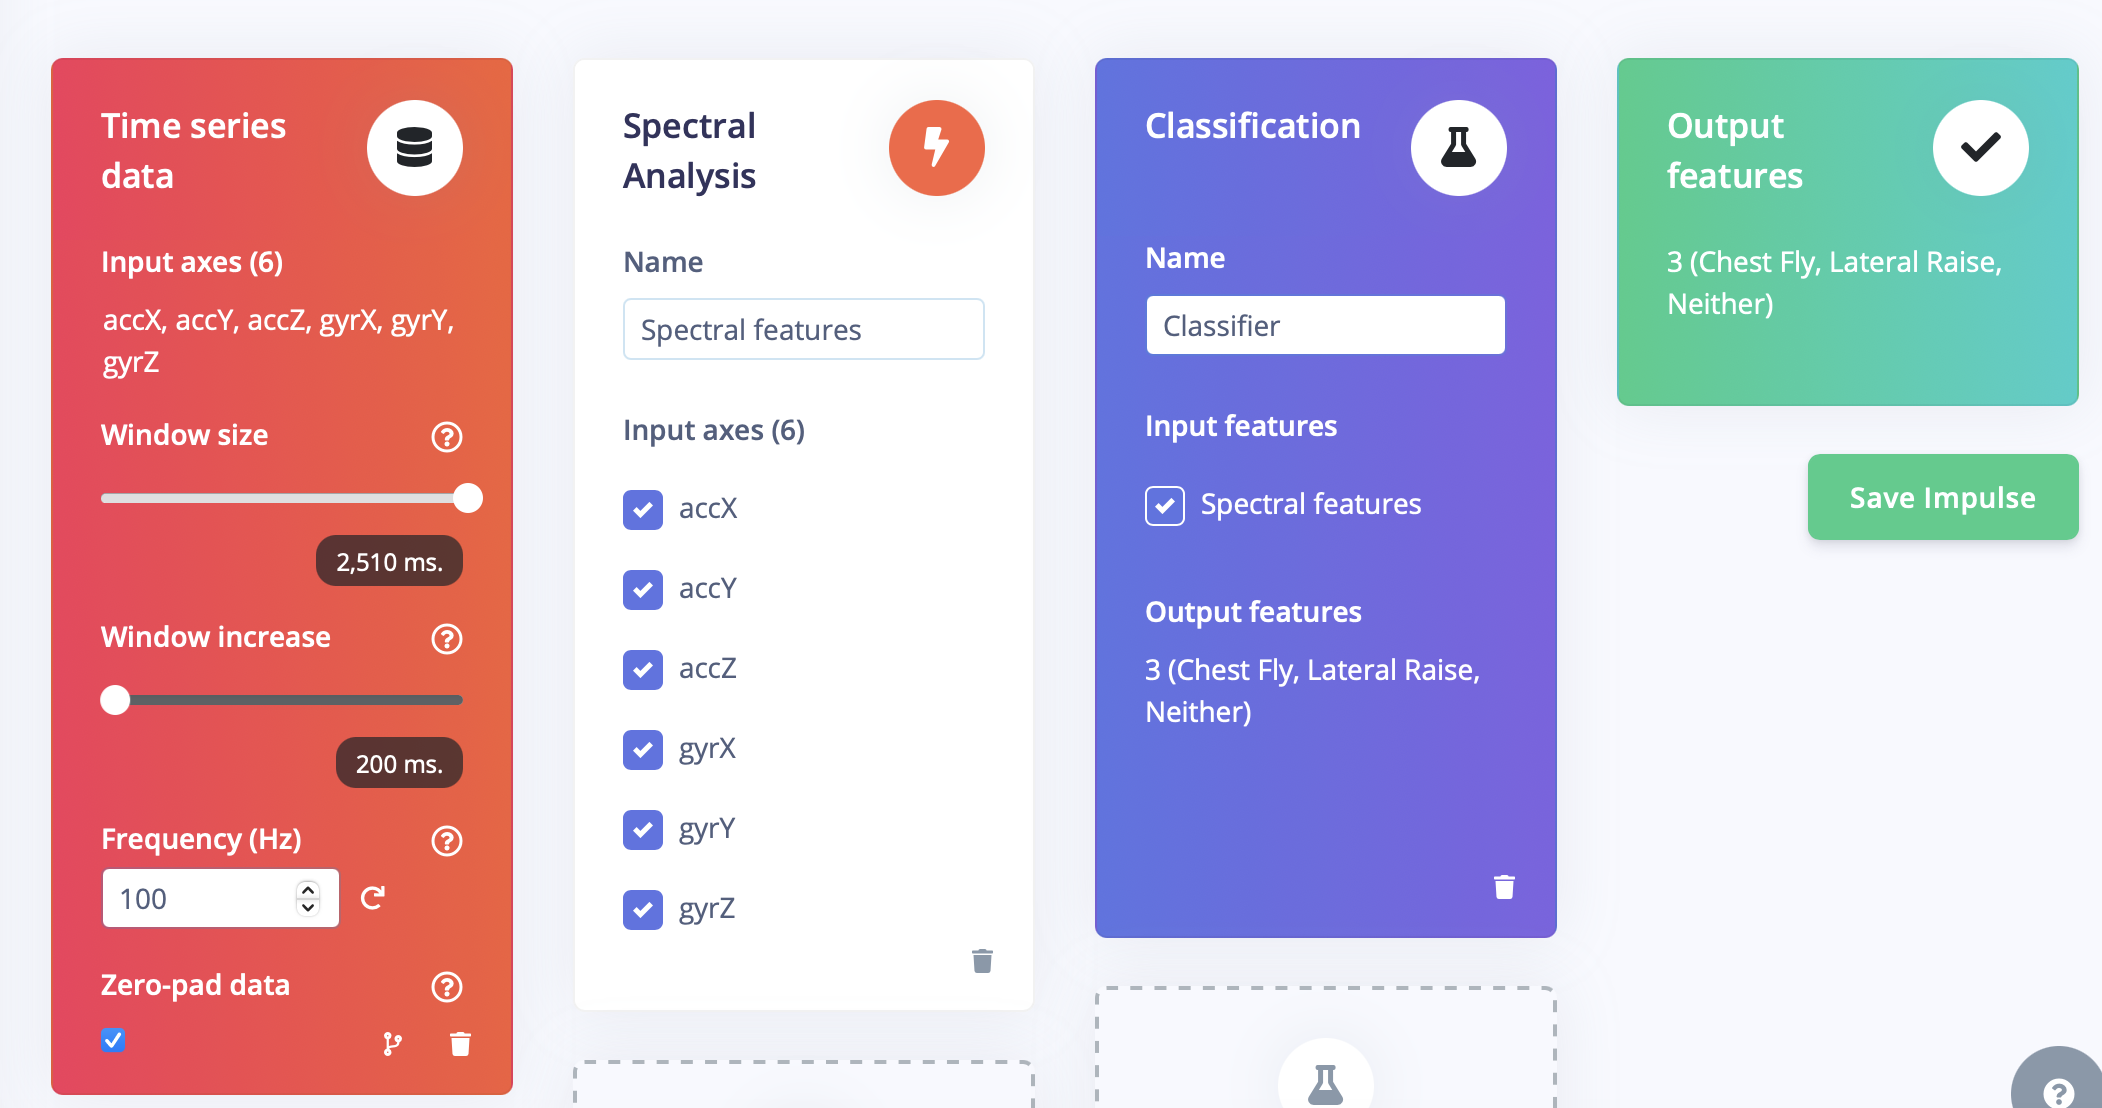 Time series
data
Input axes (6)
accX, accY, accZ, gyrX, gyrY,
gyrZ
Window size
2,510 ms.
Window increase
200 ms.
Frequency (Hz)
100
Zero-pad data
Spectral
Analysis
Name
Spectral features
Input axes (6)
accX
accY
accZ
gyrX
gyrY
gyrZ
Classification
Name
Classifier
Input features
Spectral features
Output features
3 (Chest Fly, Lateral Raise,
Neither)
Output
features
3 (Chest Fly, Lateral Raise,
Neither)
Save Impulse